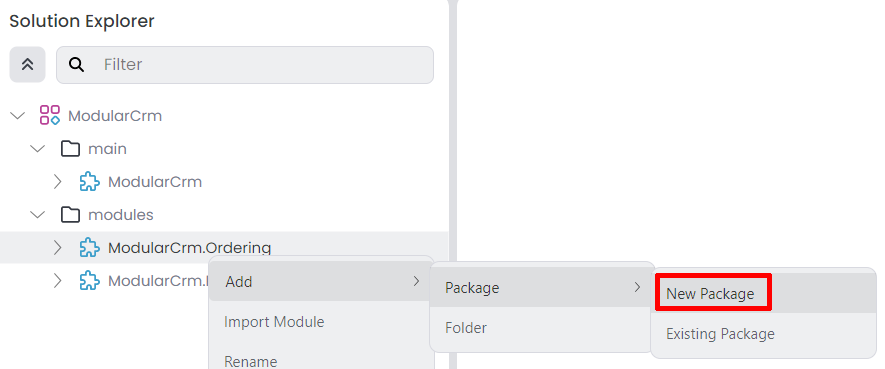 Solution Explorer
Filter
ModularCrm
main
ModularCrm
modules
ModularCrm.Ordering
ModularCrm.
Add
Package
New Package
Import Module
Folder
Existing Package
Rename